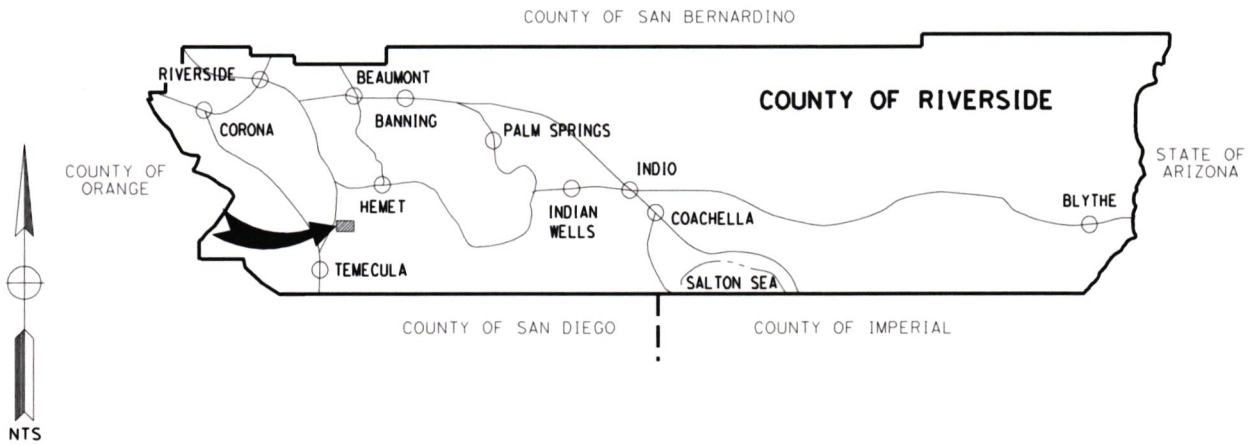 COUNTY OF SAN BERNARDINO
RIVERSIDE
BEAUMONT
COUNTY OF RIVERSIDE
CORONA
BANNING
PALM SPRINGS
COUNTY OF
ORANGE
STATE OF
ARIZONA
INDIO
HEMET
INDIAN
WELLS
COACHELLA
BLYTHE
TEMECULA
SALTON SEA
COUNTY OF SAN DIEGO
COUNTY OF IMPERIAL
NTS